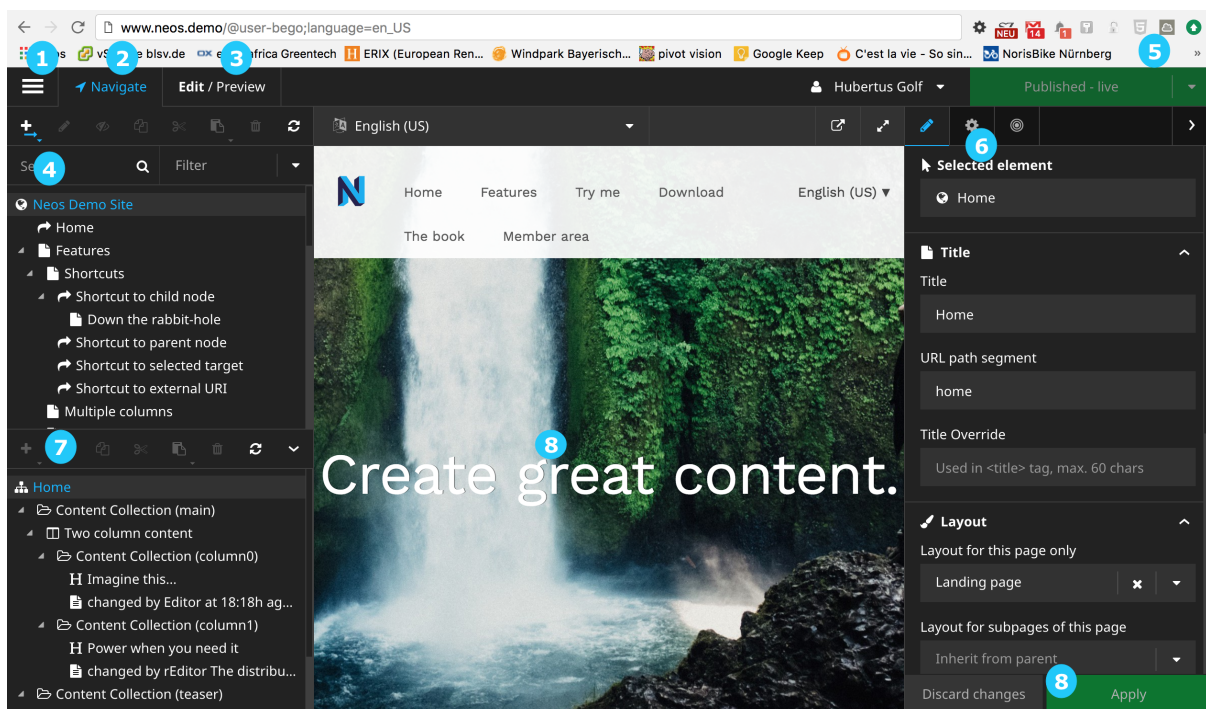 www.neos.demo/@user-bego;language=en_US
NEU 14 1 5
1 2 blsv.de 3 Greentech ERIX (European Ren... Windpark Bayerisch... pivot vision Google Keep C'est la vie - So sin... NorisBike Nürnberg »
Navigate Edit / Preview Hubertus Golf Published - live
English (US)
4 Filter
6
Neos Demo Site
Home
Features
Shortcuts
Shortcut to child node
Down the rabbit-hole
Shortcut to parent node
Shortcut to selected target
Shortcut to external URI
Multiple columns
7
Home
Content Collection (main)
Two column content
Content Collection (column0)
H Imagine this...
changed by Editor at 18:18h ag...
Content Collection (column1)
H Power when you need it
changed by rEditor The distribu...
Content Collection (teaser)
N Home Features Try me Download English (US) ▼
The book Member area
8
Create great content.
Selected element
Home
Title
Title
Home
URL path segment
home
Title Override
Used in <title> tag, max. 60 chars
Layout
Layout for this page only
Landing page
Layout for subpages of this page
Inherit from parent
Discard changes 8 Apply